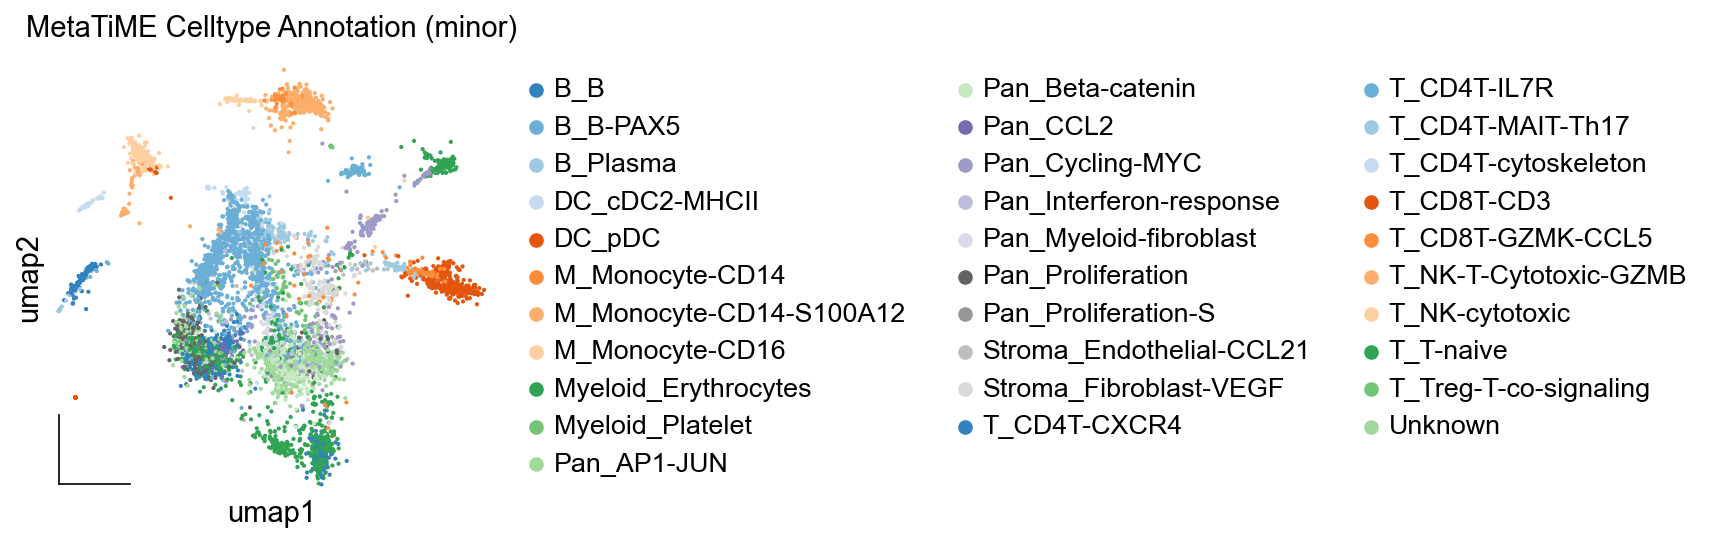 MetaTiME Celltype Annotation (minor)
B_B
B_B-PAX5
B_Plasma
DC_cDC2-MHCII
DC_pDC
M_Monocyte-CD14
M_Monocyte-CD14-S100A12
M_Monocyte-CD16
Myeloid_Erythrocytes
Myeloid_Platelet
Pan_AP1-JUN
Pan_Beta-catenin
Pan_CCL2
Pan_Cycling-MYC
Pan_Interferon-response
Pan_Myeloid-fibroblast
Pan_Proliferation
Pan_Proliferation-S
Stroma_Endothelial-CCL21
Stroma_Fibroblast-VEGF
T_CD4T-CXCR4
T_CD4T-IL7R
T_CD4T-MAIT-Th17
T_CD4T-cytoskeleton
T_CD8T-CD3
T_CD8T-GZMK-CCL5
T_NK-T-Cytotoxic-GZMB
T_NK-cytotoxic
T_T-naive
T_Treg-T-co-signaling
Unknown
umap2
umap1